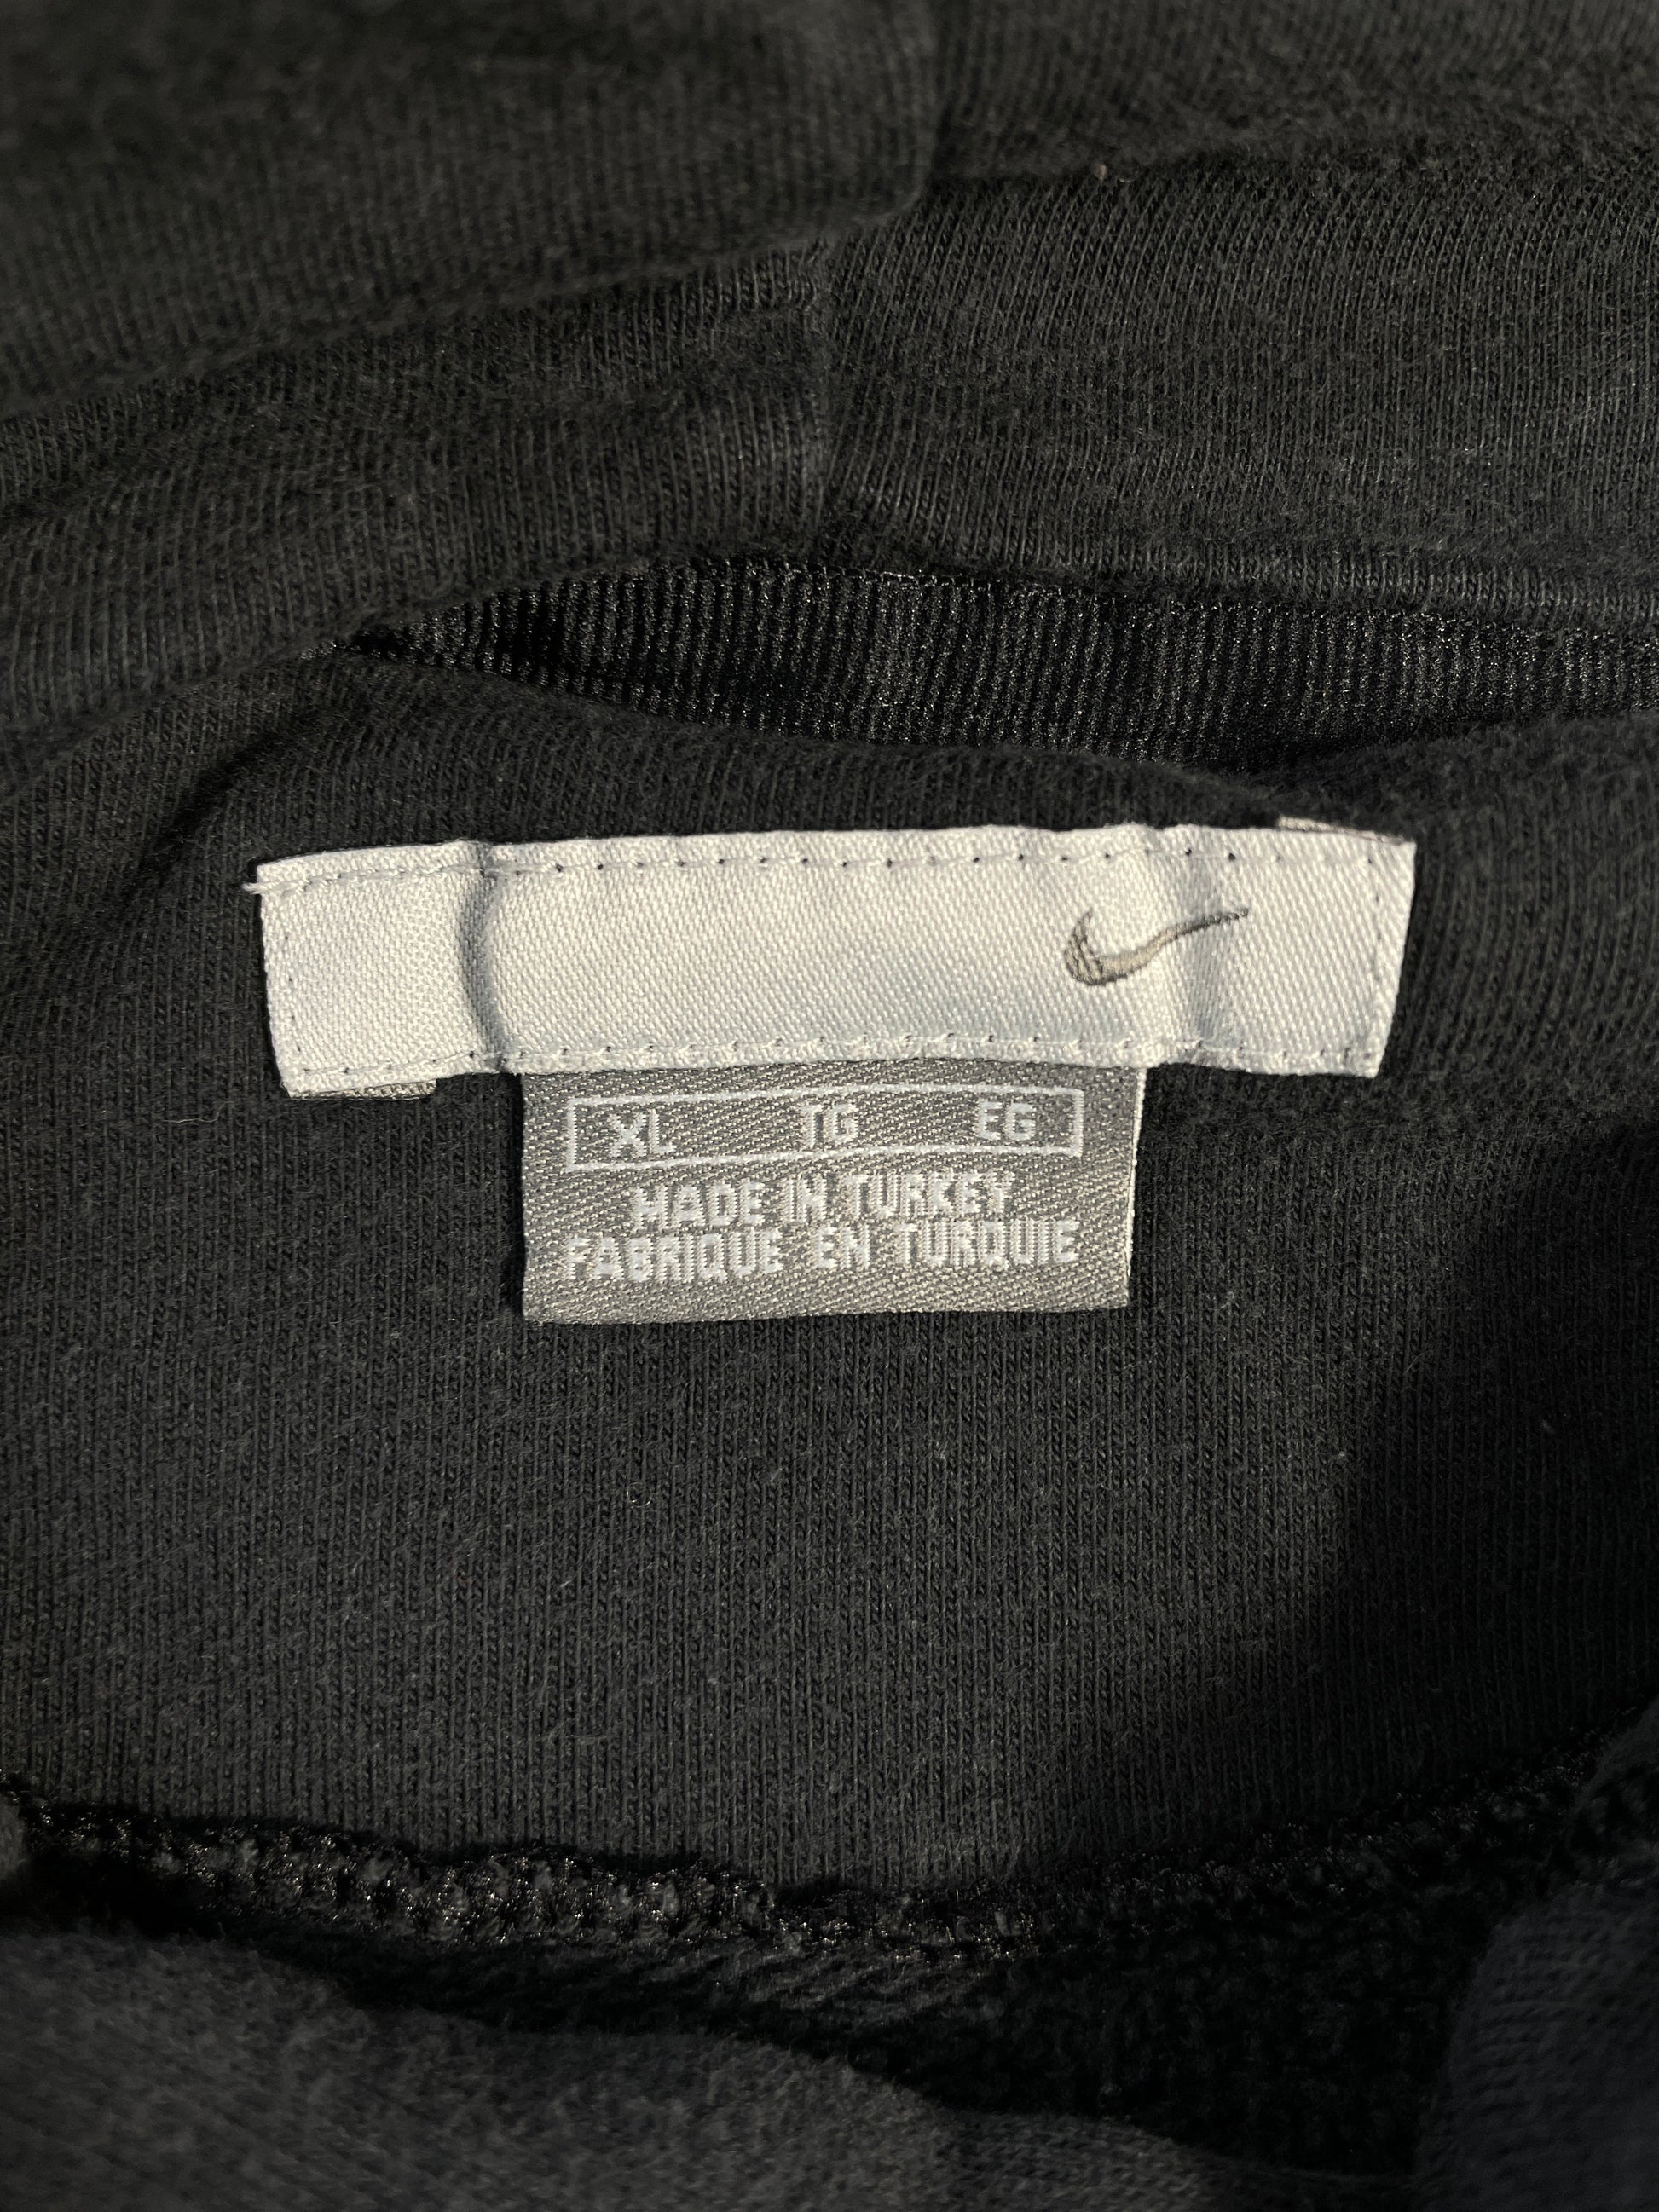 XL TG EG
MADE IN TURKEY
FABRIQUE EN TURQUIE